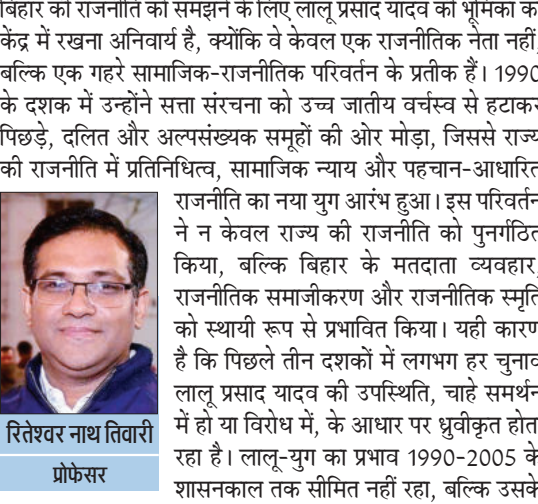 बिहार की राजनीति को समझने के लिए लालू प्रसाद यादव की भूमिका को
केंद्र में रखना अनिवार्य है, क्योंकि वे केवल एक राजनीतिक नेता नहीं,
बल्कि एक गहरे सामाजिक-राजनीतिक परिवर्तन के प्रतीक हैं। 1990
के दशक में उन्होंने सत्ता संरचना को उच्च जातीय वर्चस्व से हटाकर
पिछड़े, दलित और अल्पसंख्यक समूहों की ओर मोड़ा, जिससे राज्य
की राजनीति में प्रतिनिधित्व, सामाजिक न्याय और पहचान-आधारित
राजनीति का नया युग आरंभ हुआ। इस परिवर्तन
ने न केवल राज्य की राजनीति को पुनर्गठित
किया, बल्कि बिहार के मतदाता व्यवहार,
राजनीतिक समाजीकरण और राजनीतिक स्मृति
को स्थायी रूप से प्रभावित किया। यही कारण
है कि पिछले तीन दशकों में लगभग हर चुनाव
लालू प्रसाद यादव की उपस्थिति, चाहे समर्थन
में हो या विरोध में, के आधार पर ध्रुवीकृत होता
रहा है। लालू-युग का प्रभाव 1990-2005 के
शासनकाल तक सीमित नहीं रहा, बल्कि उसके
रितेश्वर नाथ तिवारी
प्रोफेसर